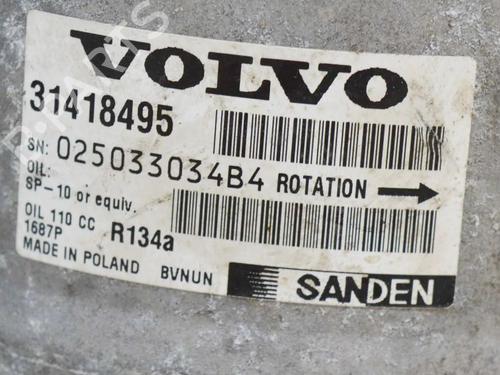 VOLVO
31418495
SN: 025033034B4 ROTATION
OIL:
SP-10 or equiv.
OIL 110 CC R134a
1687P
MADE IN POLAND BVNUN
SANDEN